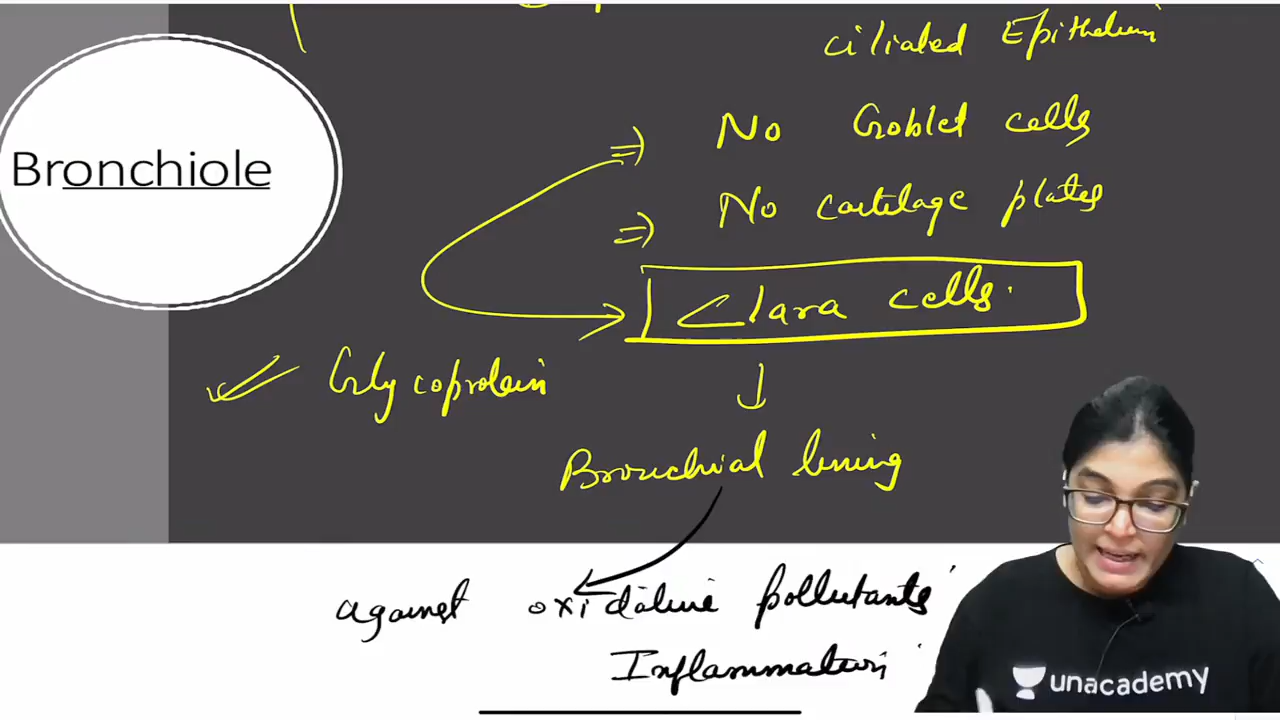 ciliated Epithelium
Bronchiole
=> No Goblet cells
=> No cartilage plates
Clara cells.
Glycoprotein
Bronchial lining
against oxidative pollutants
Inflammation
unacademy